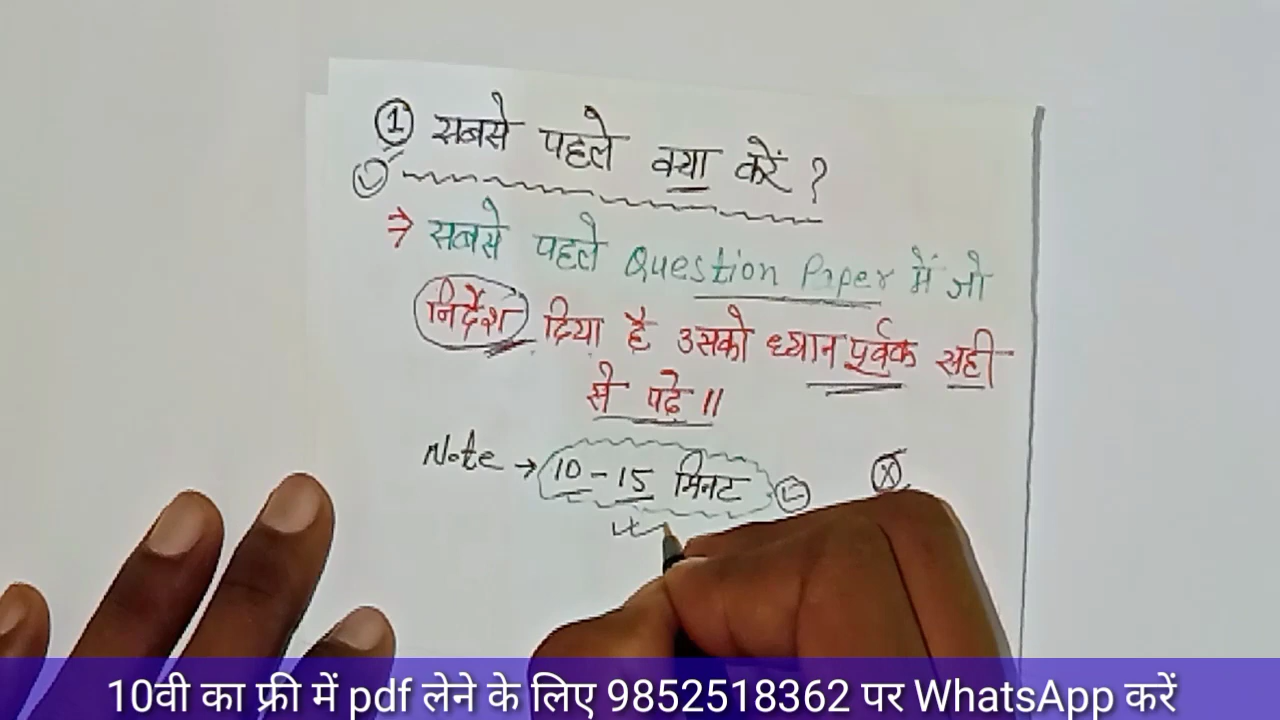 ① सबसे पहले क्या करें ?
⇒ सबसे पहले Question Paper में जो
निर्देश दिया है उसको ध्यान पूर्वक सही
से पढे ॥
Note → 10-15 मिनट
10वी का फ्री में pdf लेने के लिए 9852518362 पर WhatsApp करें